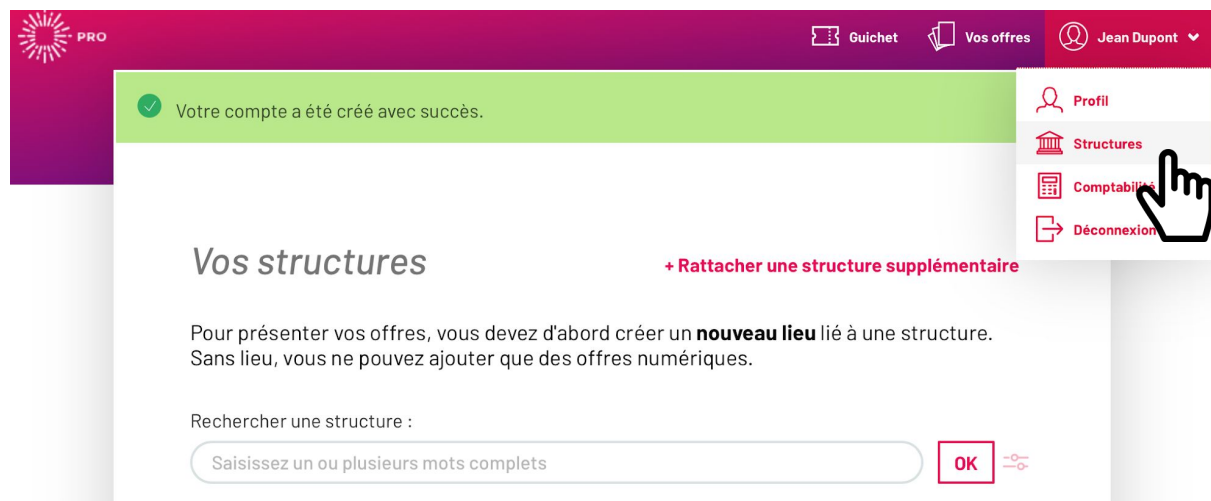 PRO
Guichet
Vos offres
Jean Dupont
Votre compte a été créé avec succès.
Profil
Structures
Comptabilité
Déconnexion
Vos structures
+ Rattacher une structure supplémentaire
Pour présenter vos offres, vous devez d'abord créer un nouveau lieu lié à une structure.
Sans lieu, vous ne pouvez ajouter que des offres numériques.
Rechercher une structure :
Saisissez un ou plusieurs mots complets
OK